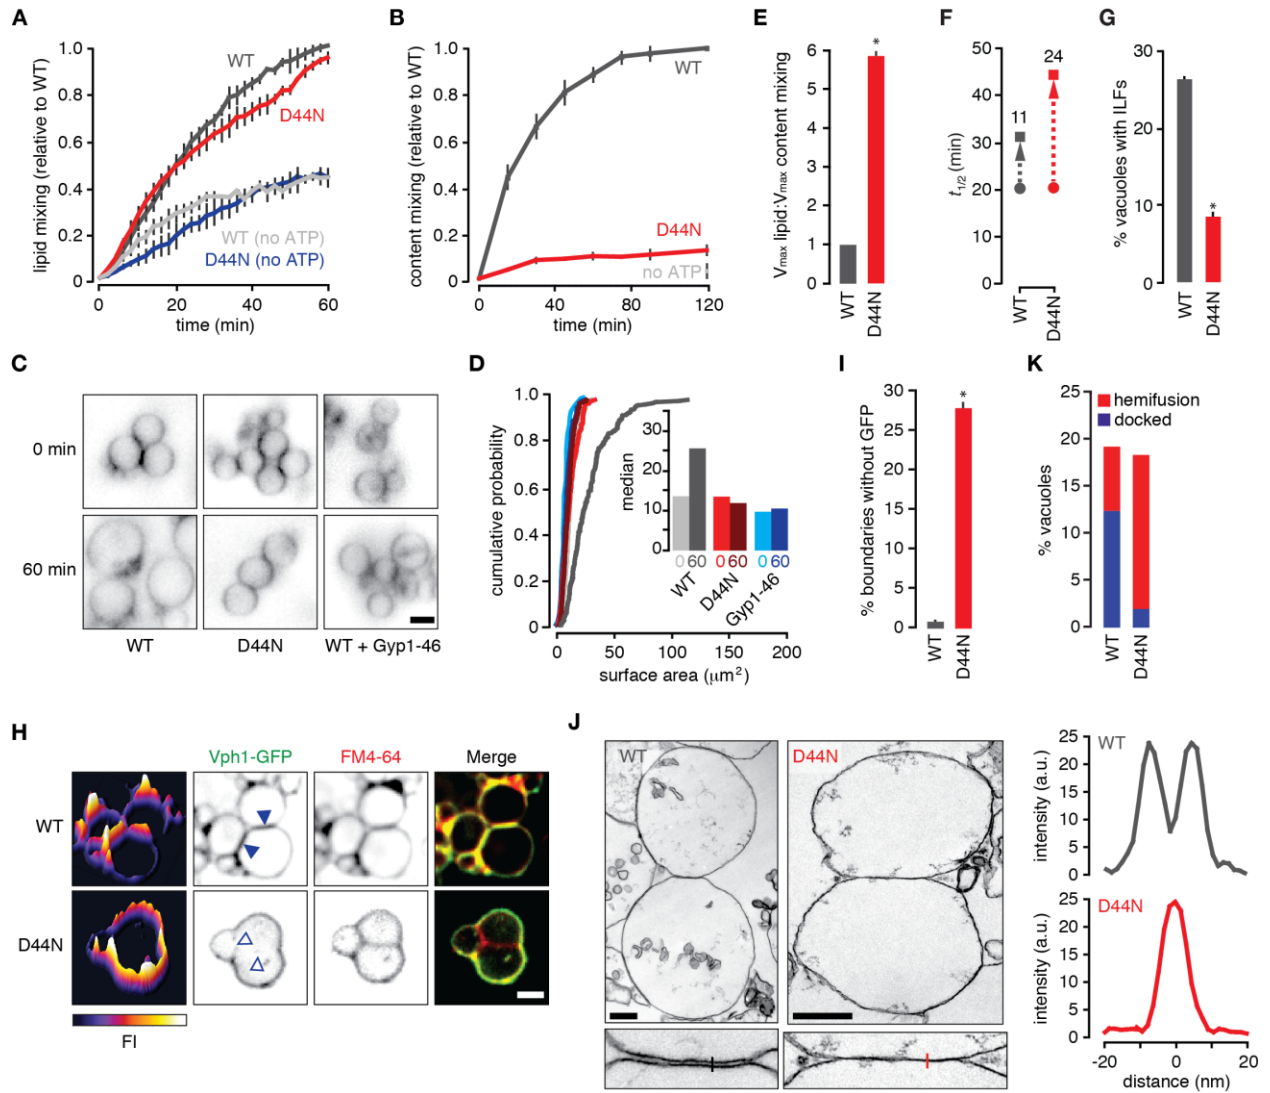 A
lipid mixing (relative to WT)
1.0
0.8
0.6
0.4
0.2
0
WT
D44N
WT (no ATP)
D44N (no ATP)
0 20 40 60
time (min)
B
content mixing (relative to WT)
1.0
0.8
0.6
0.4
0.2
0
WT
D44N
no ATP
0 40 80 120
time (min)
E
Vmax lipid:Vmax content mixing
6
5
4
3
2
1
0
*
WT
D44N
F
t1/2 (min)
50
40
30
20
10
0
11
24
WT
D44N
G
% vacuoles with ILFs
30
20
10
0
*
WT
D44N
C
0 min
60 min
WT
D44N
WT + Gyp1-46
D
cumulative probability
1.0
0.8
0.6
0.4
0.2
0
0 50 100 150 200
surface area (μm2)
median
30
20
10
0
0 60 0 60 0 60
WT
D44N
Gyp1-46
I
% boundaries without GFP
30
25
20
15
10
5
0
*
WT
D44N
K
% vacuoles
25
20
15
10
5
0
hemifusion
docked
WT
D44N
H
Vph1-GFP
FM4-64
Merge
WT
D44N
FI
J
WT
D44N
intensity (a.u.)
25
20
15
10
5
0
WT
intensity (a.u.)
25
20
15
10
5
0
D44N
-20 0 20
distance (nm)